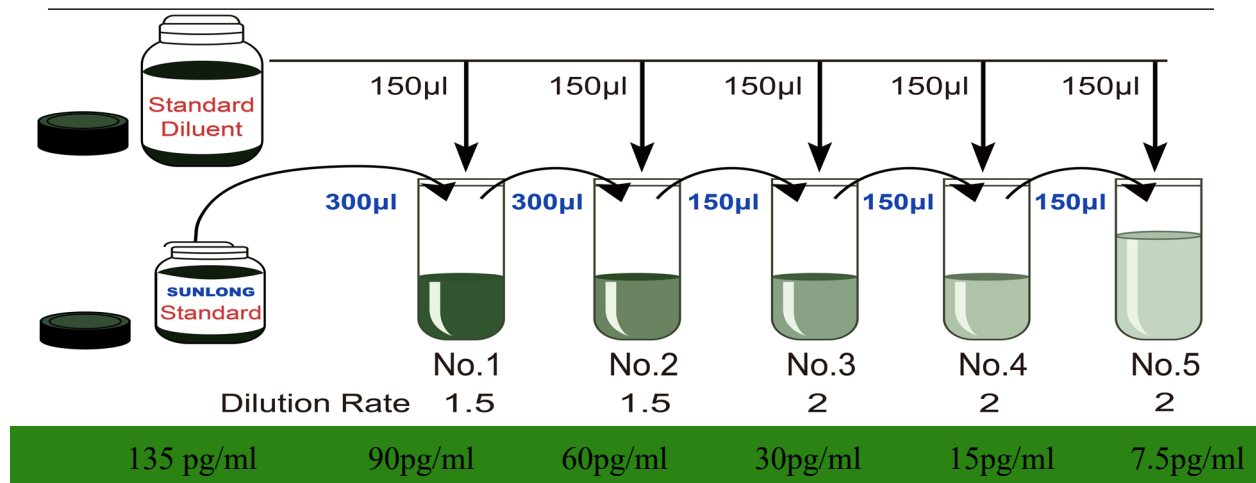 150µl 150µl 150µl 150µl 150µl
Standard
Diluent
300µl 300µl 150µl 150µl 150µl
SUNLONG
Standard
No.1 No.2 No.3 No.4 No.5
Dilution Rate 1.5 1.5 2 2 2
135 pg/ml 90pg/ml 60pg/ml 30pg/ml 15pg/ml 7.5pg/ml